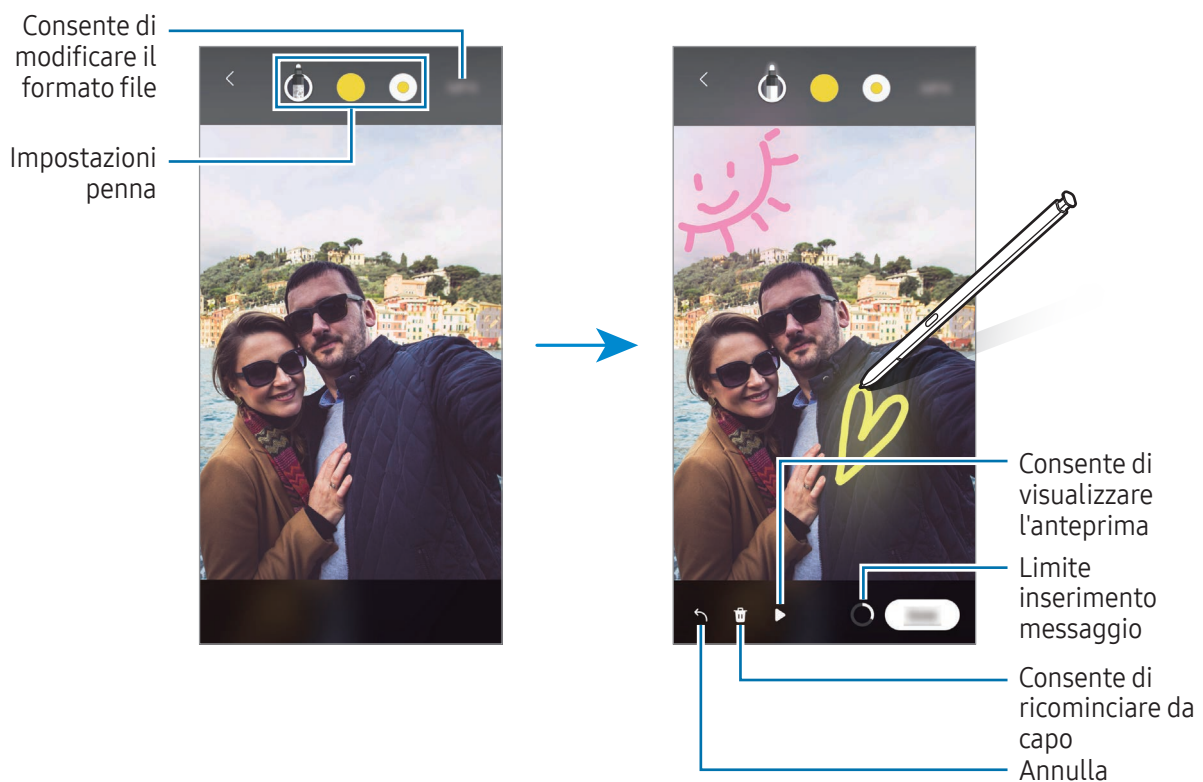 Consente di
modificare il
formato file
Impostazioni
penna
Consente di
visualizzare
l'anteprima
Limite
inserimento
messaggio
Consente di
ricominciare da
capo
Annulla